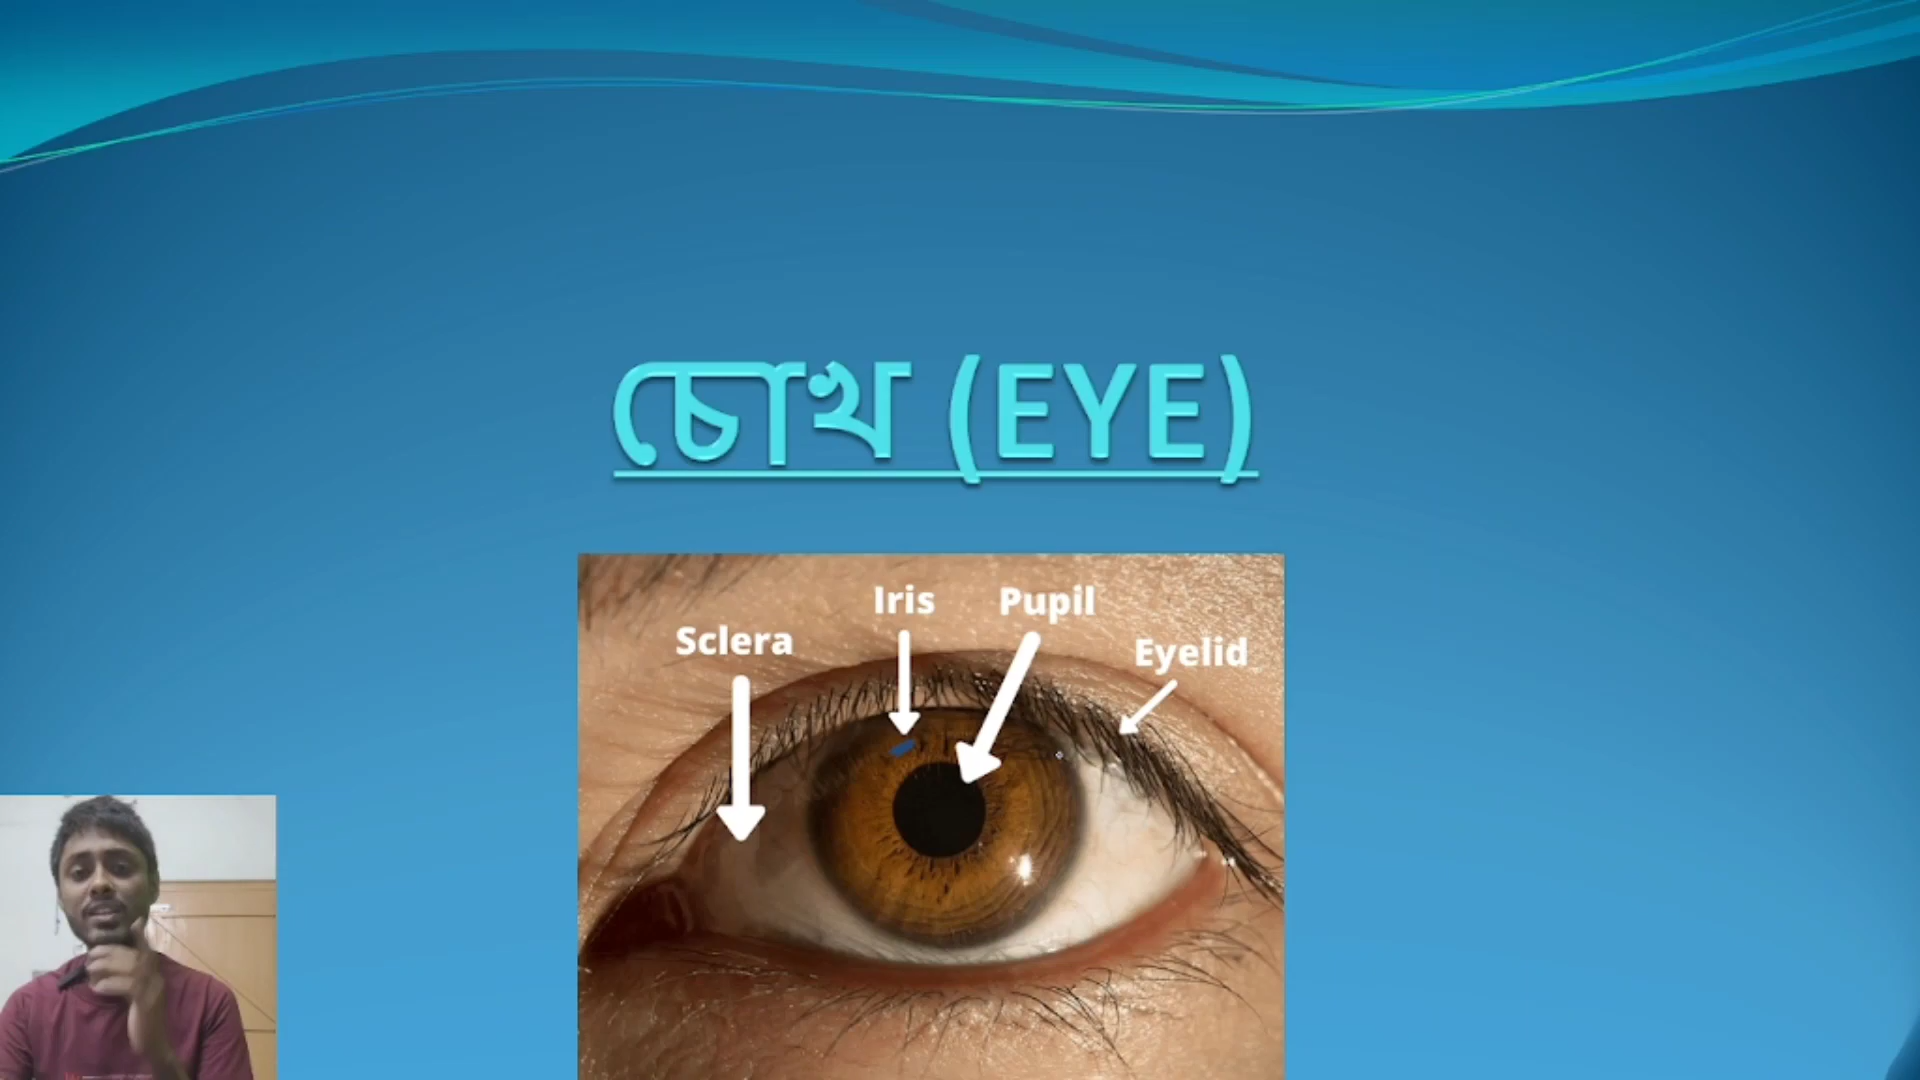 চোখ (EYE)
Iris
Pupil
Sclera
Eyelid